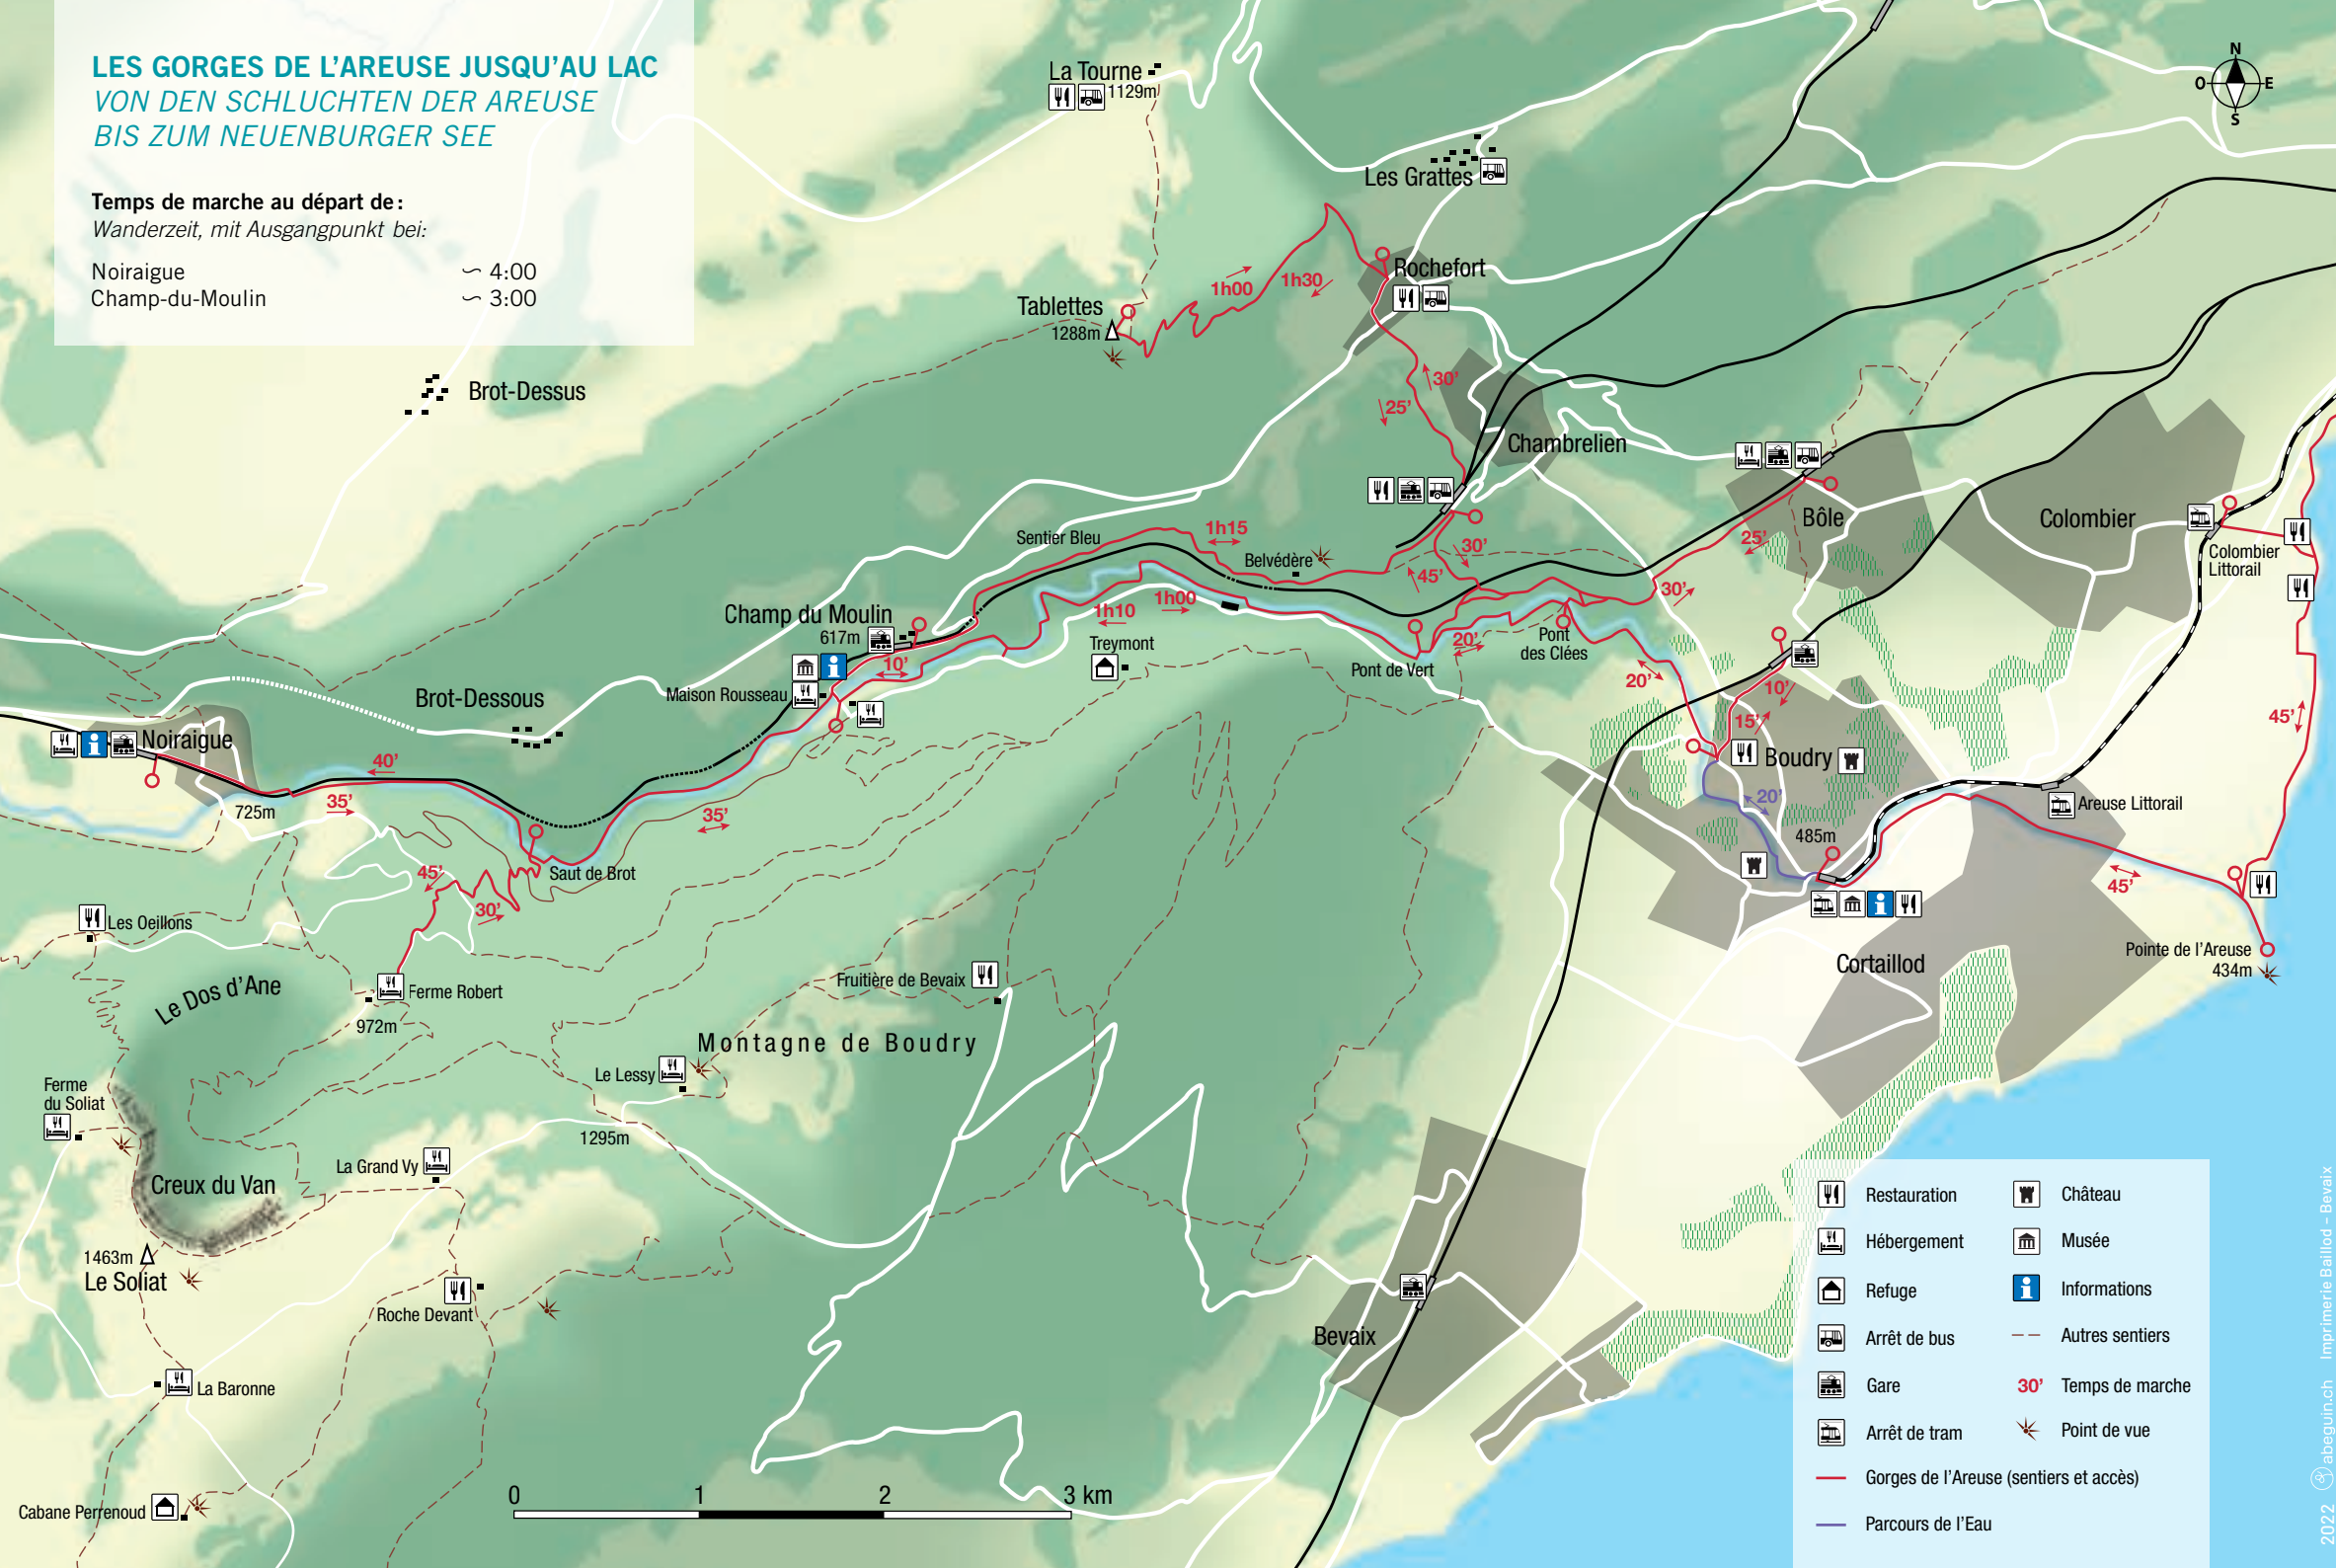 LES GORGES DE L'AREUSE JUSQU'AU LAC
VON DEN SCHLUCHTEN DER AREUSE
BIS ZUM NEUENBURGER SEE
Temps de marche au départ de :
Wanderzeit, mit Ausgangpunkt bei:
Noiraigue ∽ 4:00
Champ-du-Moulin ∽ 3:00
N
O E
S
La Tourne
1129m
Les Grattes
Rochefort
1h00
1h30
Tablettes
1288m
Brot-Dessus
30'
25'
Chambrelien
Bôle
Colombier
Colombier
Littorail
Sentier Bleu
1h15
Belvédère
30'
45'
25'
30'
Champ du Moulin
617m
1h10
1h00
Treymont
10'
Maison Rousseau
20'
Pont
des Clées
Pont de Vert
20'
10'
15'
45'
Brot-Dessous
Noiraigue
40'
35'
725m
35'
Boudry
20'
485m
Areuse Littorail
Saut de Brot
45'
30'
45'
Les Oeillons
Le Dos d'Ane
Ferme Robert
972m
Fruitière de Bevaix
Cortaillod
Pointe de l'Areuse
434m
Montagne de Boudry
Le Lessy
Ferme
du Soliat
1295m
La Grand Vy
Creux du Van
1463m
Le Soliat
Roche Devant
Bevaix
La Baronne
Cabane Perrenoud
0 1 2 3 km
Restauration
Hébergement
Refuge
Arrêt de bus
Gare
Arrêt de tram
Château
Musée
Informations
Autres sentiers
30' Temps de marche
Point de vue
Gorges de l'Areuse (sentiers et accès)
Parcours de l'Eau
2022 abeguin.ch Imprimerie Baillod – Bevaix